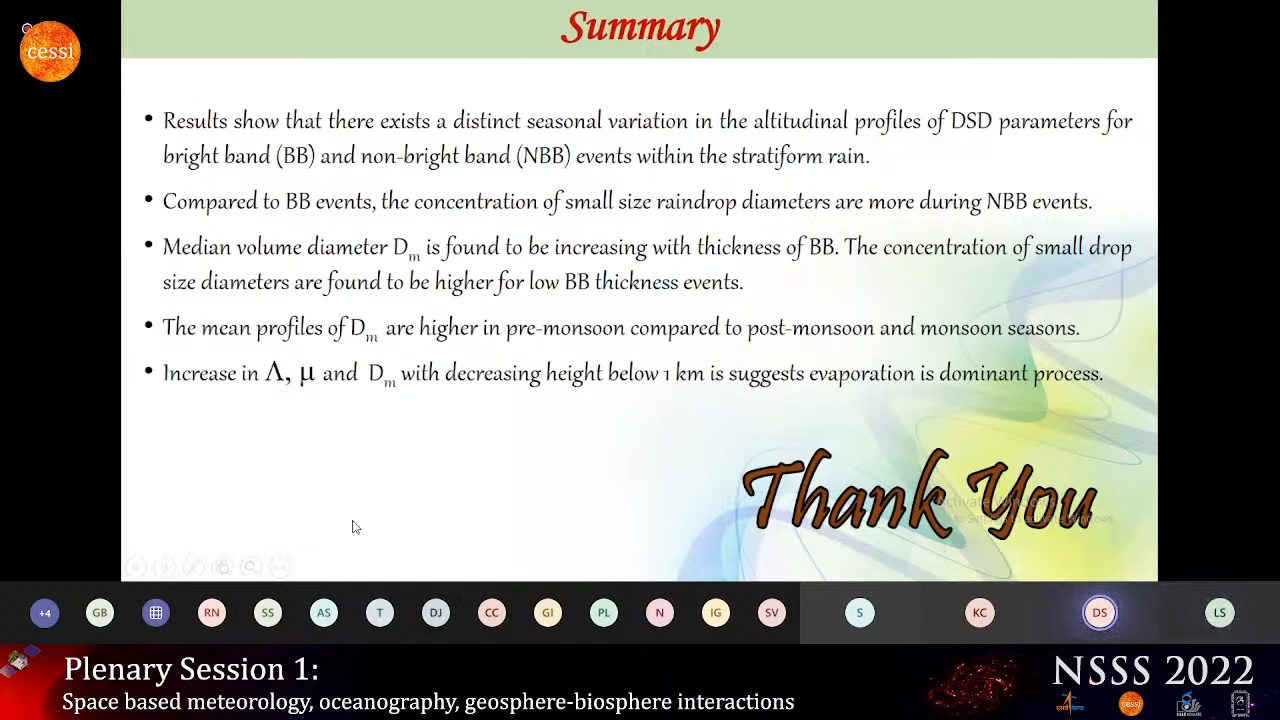 cessi
Summary
• Results show that there exists a distinct seasonal variation in the altitudinal profiles of DSD parameters for
bright band (BB) and non-bright band (NBB) events within the stratiform rain.
• Compared to BB events, the concentration of small size raindrop diameters are more during NBB events.
• Median volume diameter Dm is found to be increasing with thickness of BB. The concentration of small drop
size diameters are found to be higher for low BB thickness events.
• The mean profiles of Dm are higher in pre-monsoon compared to post-monsoon and monsoon seasons.
• Increase in Λ, μ and Dm with decreasing height below 1 km is suggests evaporation is dominant process.
Thank You
+4 GB RN SS AS T DJ CC GI PL N IG SV S KC DS LS
Plenary Session 1:
Space based meteorology, oceanography, geosphere-biosphere interactions
NSSS 2022
cessi